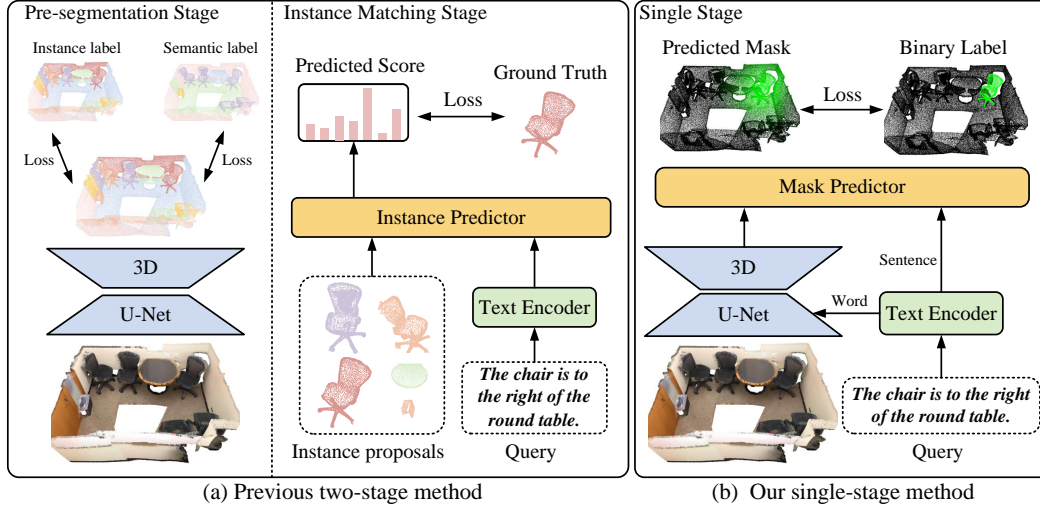 Pre-segmentation Stage
Instance label
Semantic label
Loss
Loss
3D
U-Net
Instance Matching Stage
Predicted Score
Ground Truth
Loss
Instance Predictor
Text Encoder
The chair is to
the right of the
round table.
Instance proposals
Query
(a) Previous two-stage method
Single Stage
Predicted Mask
Binary Label
Loss
Mask Predictor
3D
U-Net
Sentence
Word
Text Encoder
The chair is to the right
of the round table.
Query
(b) Our single-stage method